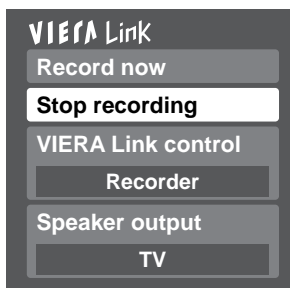 VIERA Link
Record now
Stop recording
VIERA Link control
Recorder
Speaker output
TV